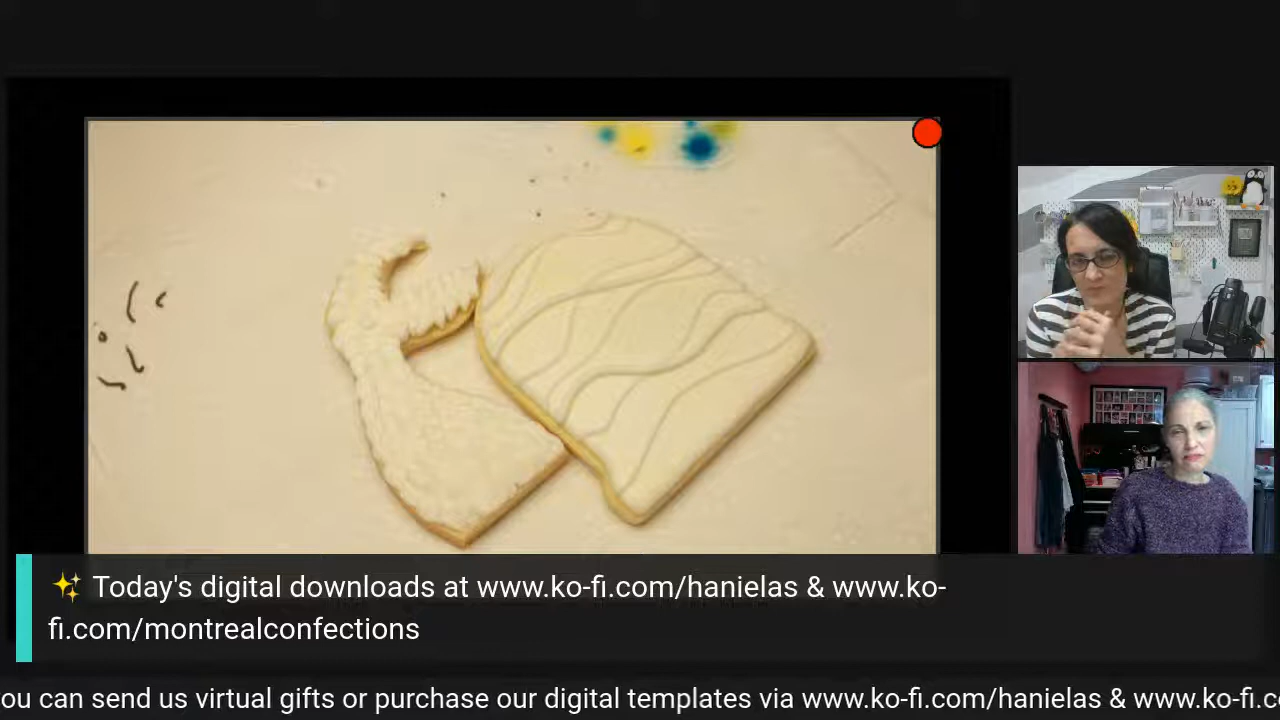 ✨ Today's digital downloads at www.ko-fi.com/hanielas & www.ko-
fi.com/montrealconfections
ou can send us virtual gifts or purchase our digital templates via www.ko-fi.com/hanielas & www.ko-fi.c